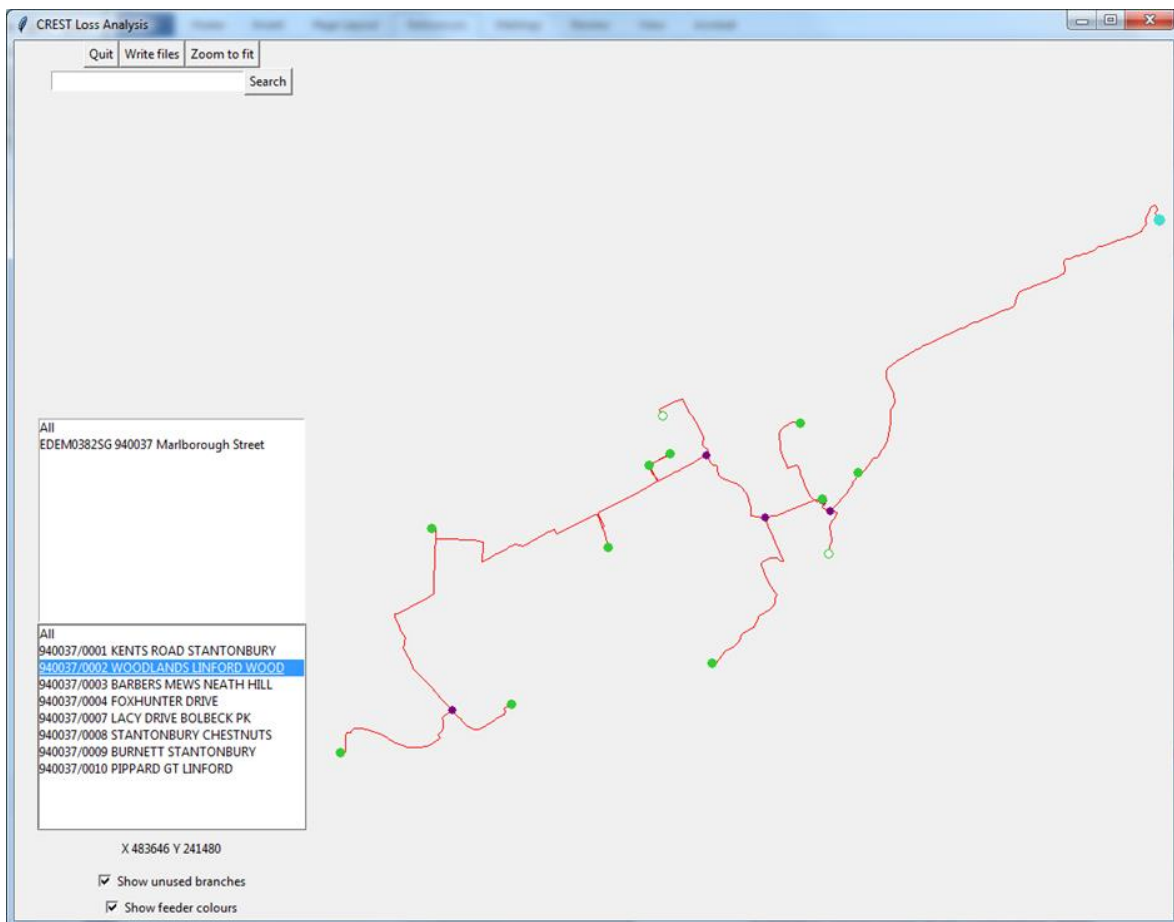 CREST Loss Analysis
Quit Write files Zoom to fit
Search
All
EDEM0382SG 940037 Marlborough Street
All
940037/0001 KENTS ROAD STANTONBURY
940037/0002 WOODLANDS LINFORD WOOD
940037/0003 BARBERS MEWS NEATH HILL
940037/0004 FOXHUNTER DRIVE
940037/0007 LACY DRIVE BOLBECK PK
940037/0008 STANTONBURY CHESTNUTS
940037/0009 BURNETT STANTONBURY
940037/0010 PIPPARD GT LINFORD
X 483646 Y 241480
Show unused branches
Show feeder colours